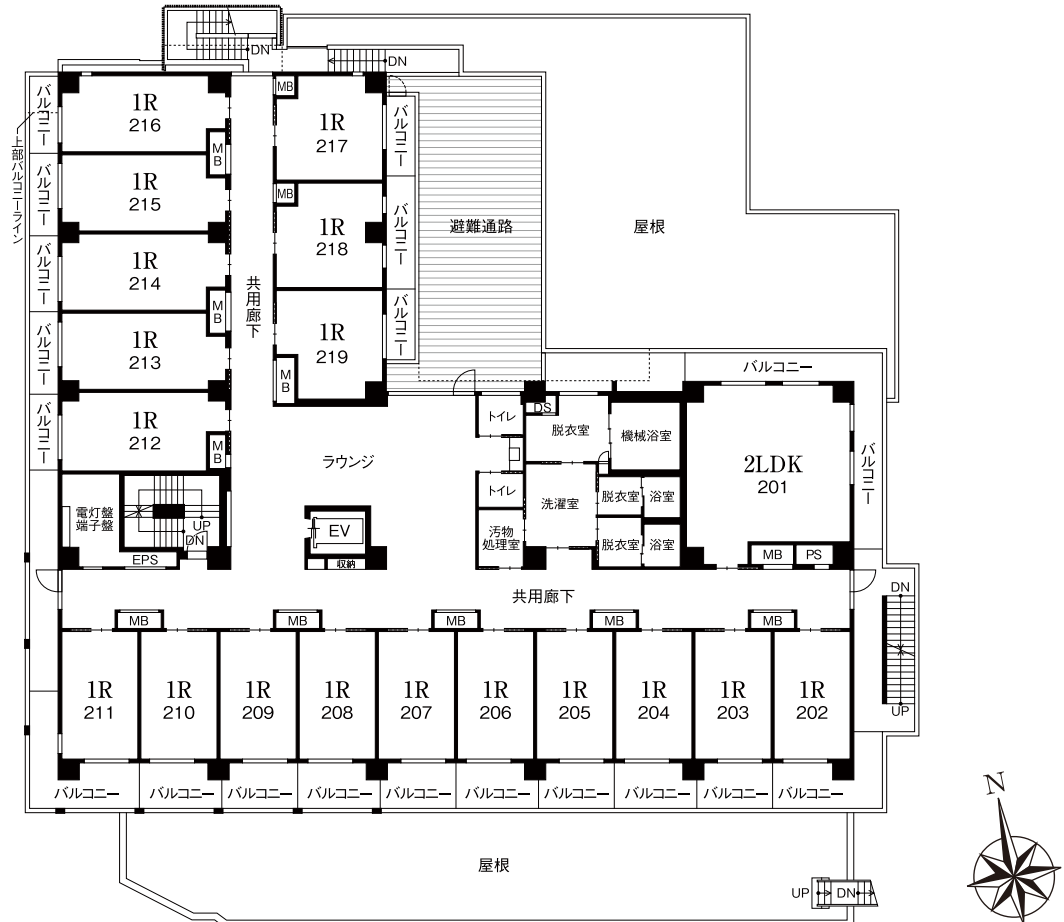 DN
DN
バルコニー
上部バルコニーライン
1R
216
MB
MB
1R
217
バルコニー
バルコニー
1R
215
MB
1R
218
バルコニー
避難通路
屋根
バルコニー
1R
214
MB
共用廊下
バルコニー
1R
213
1R
219
MB
バルコニー
バルコニー
バルコニー
1R
212
MB
ラウンジ
トイレ
DS
脱衣室
機械浴室
2LDK
201
バルコニー
電灯盤
端子盤
UP
DN
EPS
EV
収納
トイレ
汚物
処理室
洗濯室
脱衣室
浴室
脱衣室
浴室
MB
PS
共用廊下
DN
UP
MB
MB
MB
MB
MB
1R
211
1R
210
1R
209
1R
208
1R
207
1R
206
1R
205
1R
204
1R
203
1R
202
バルコニー
バルコニー
バルコニー
バルコニー
バルコニー
バルコニー
バルコニー
バルコニー
バルコニー
屋根
UP
DN
N